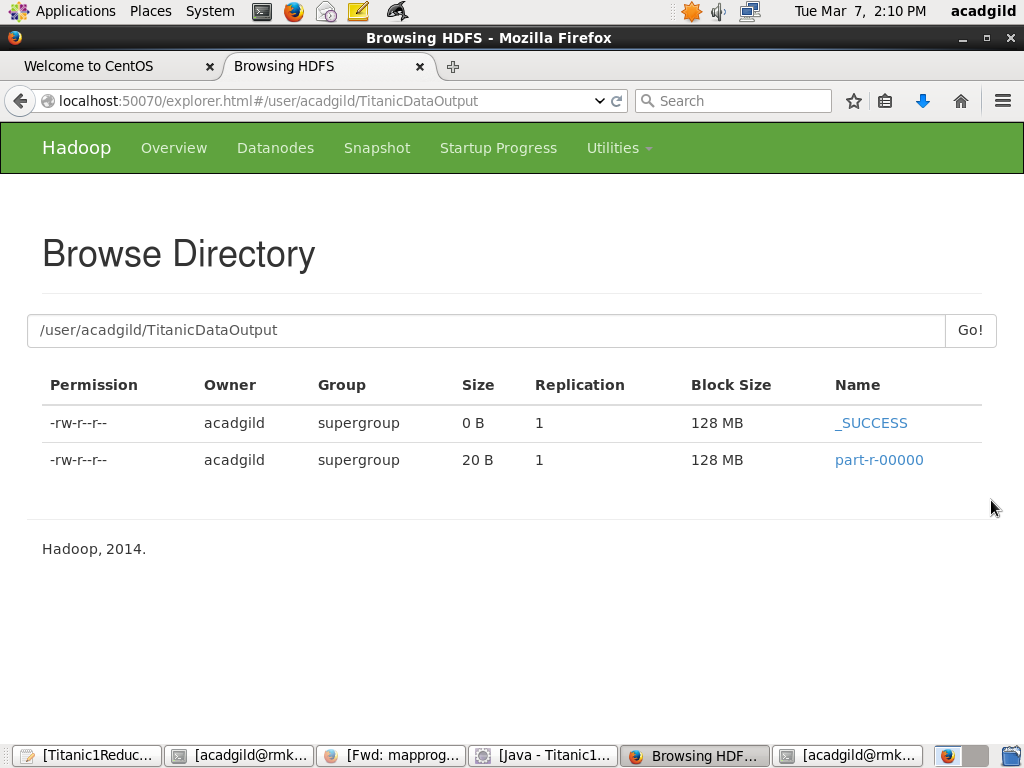 Applications Places System Tue Mar 7, 2:10 PM acadgild
Browsing HDFS - Mozilla Firefox
Welcome to CentOS Browsing HDFS
localhost:50070/explorer.html#/user/acadgild/TitanicDataOutput Search
Hadoop Overview Datanodes Snapshot Startup Progress Utilities
Browse Directory
/user/acadgild/TitanicDataOutput Go!
Permission Owner Group Size Replication Block Size Name
-rw-r--r-- acadgild supergroup 0 B 1 128 MB _SUCCESS
-rw-r--r-- acadgild supergroup 20 B 1 128 MB part-r-00000
Hadoop, 2014.
[Titanic1Reduc... [acadgild@rmk... [Fwd: mapprog... [Java - Titanic1... Browsing HDF... [acadgild@rmk...